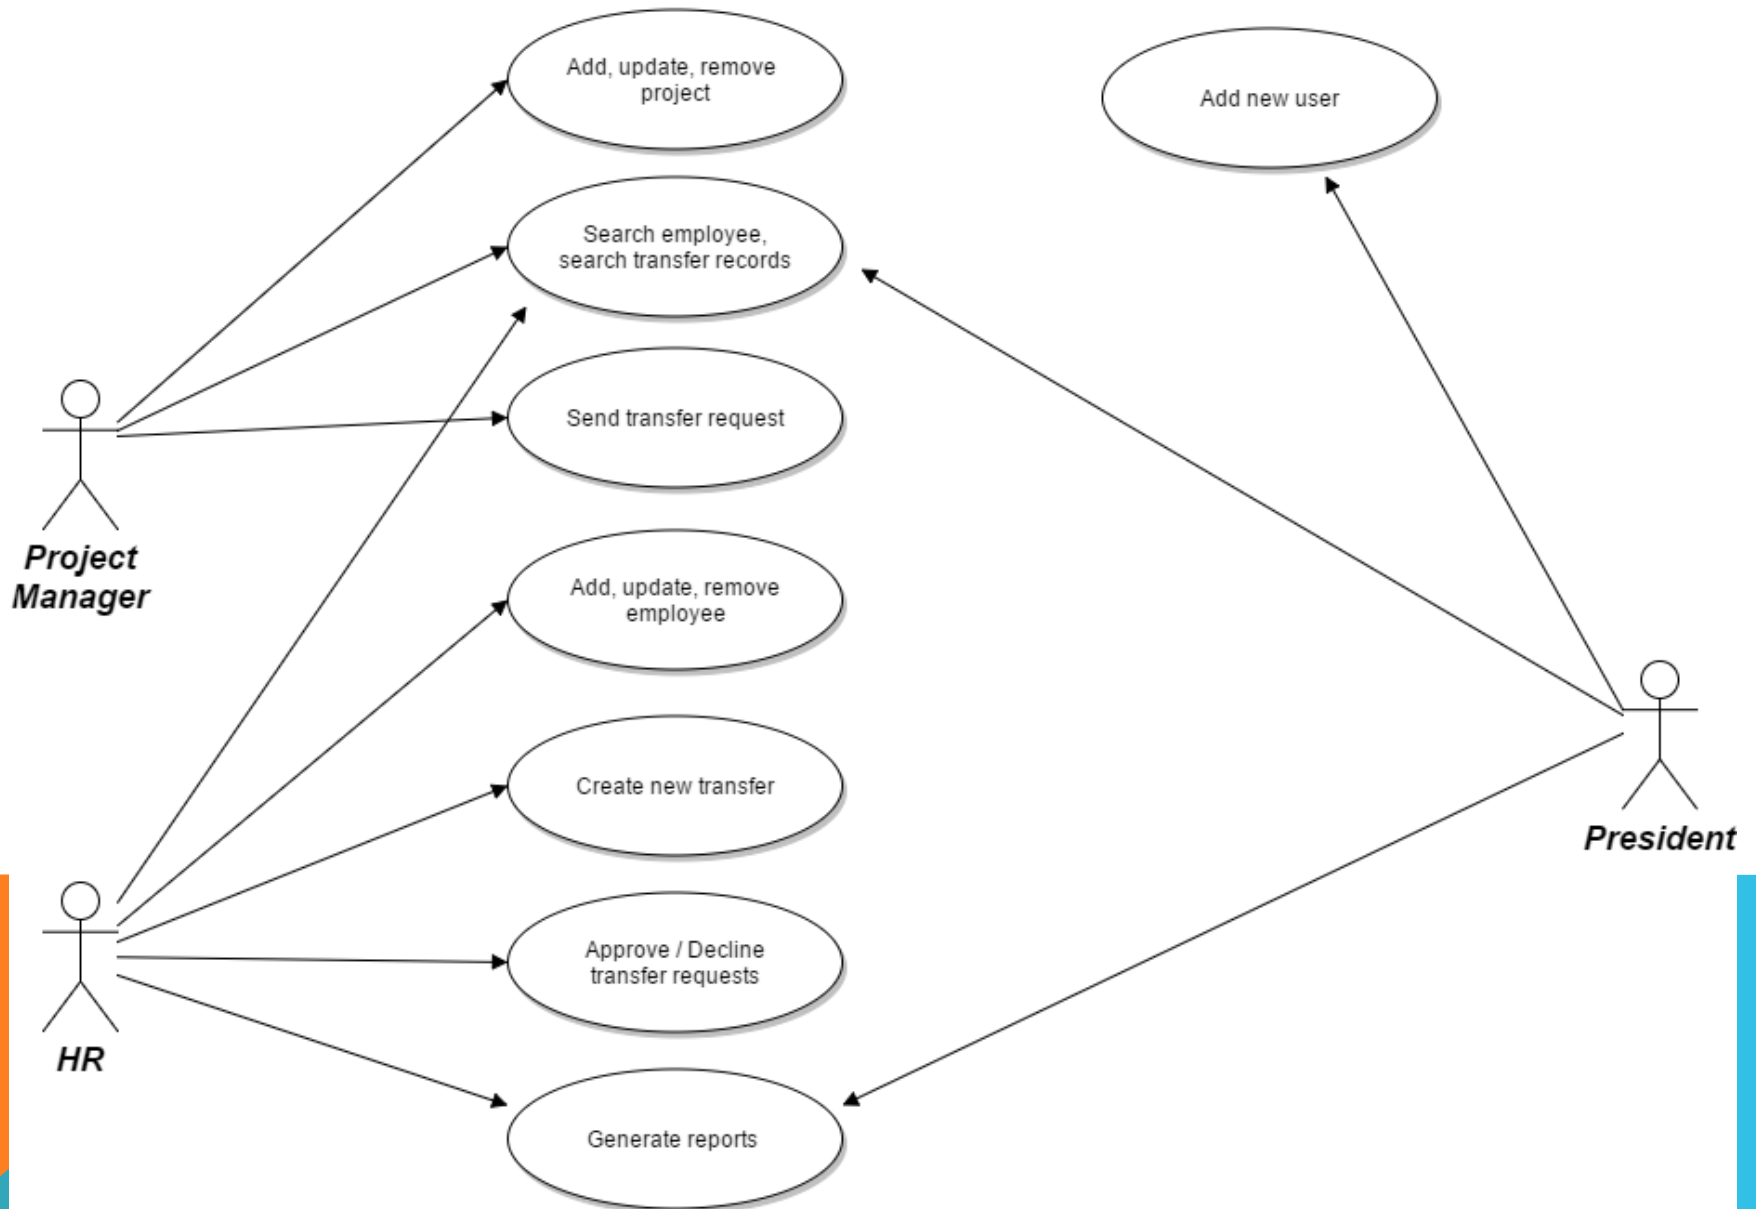 Add, update, remove
project
Add new user
Search employee,
search transfer records
Send transfer request
Project
Manager
Add, update, remove
employee
Create new transfer
President
Approve / Decline
transfer requests
HR
Generate reports